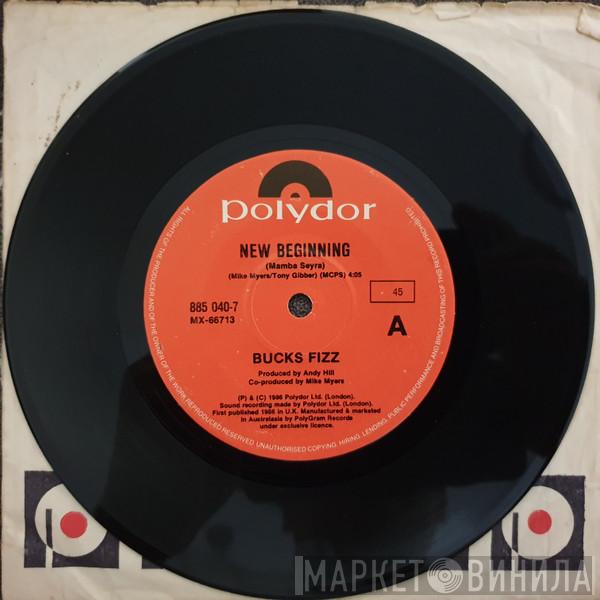 polydor
NEW BEGINNING
(Mamba Seyra)
(Mike Myers/Tony Gibber) (MCPS) 4:05
885 040-7
MX-66713
45
A
BUCKS FIZZ
Produced by Andy Hill
Co-produced by Mike Myers
(P) & (C) 1986 Polydor Ltd. (London).
Sound recording made by Polydor Ltd. (London).
First published 1986 in U.K. Manufactured & marketed
in Australasia by PolyGram Records
under exclusive licence.
ALL RIGHTS OF THE PRODUCER AND OF THE OWNER OF THE WORK REPRODUCED RESERVED. UNAUTHORISED COPYING, HIRING, LENDING, PUBLIC PERFORMANCE AND BROADCASTING OF THIS RECORD PROHIBITED
МАРКЕТ ВИНИЛА